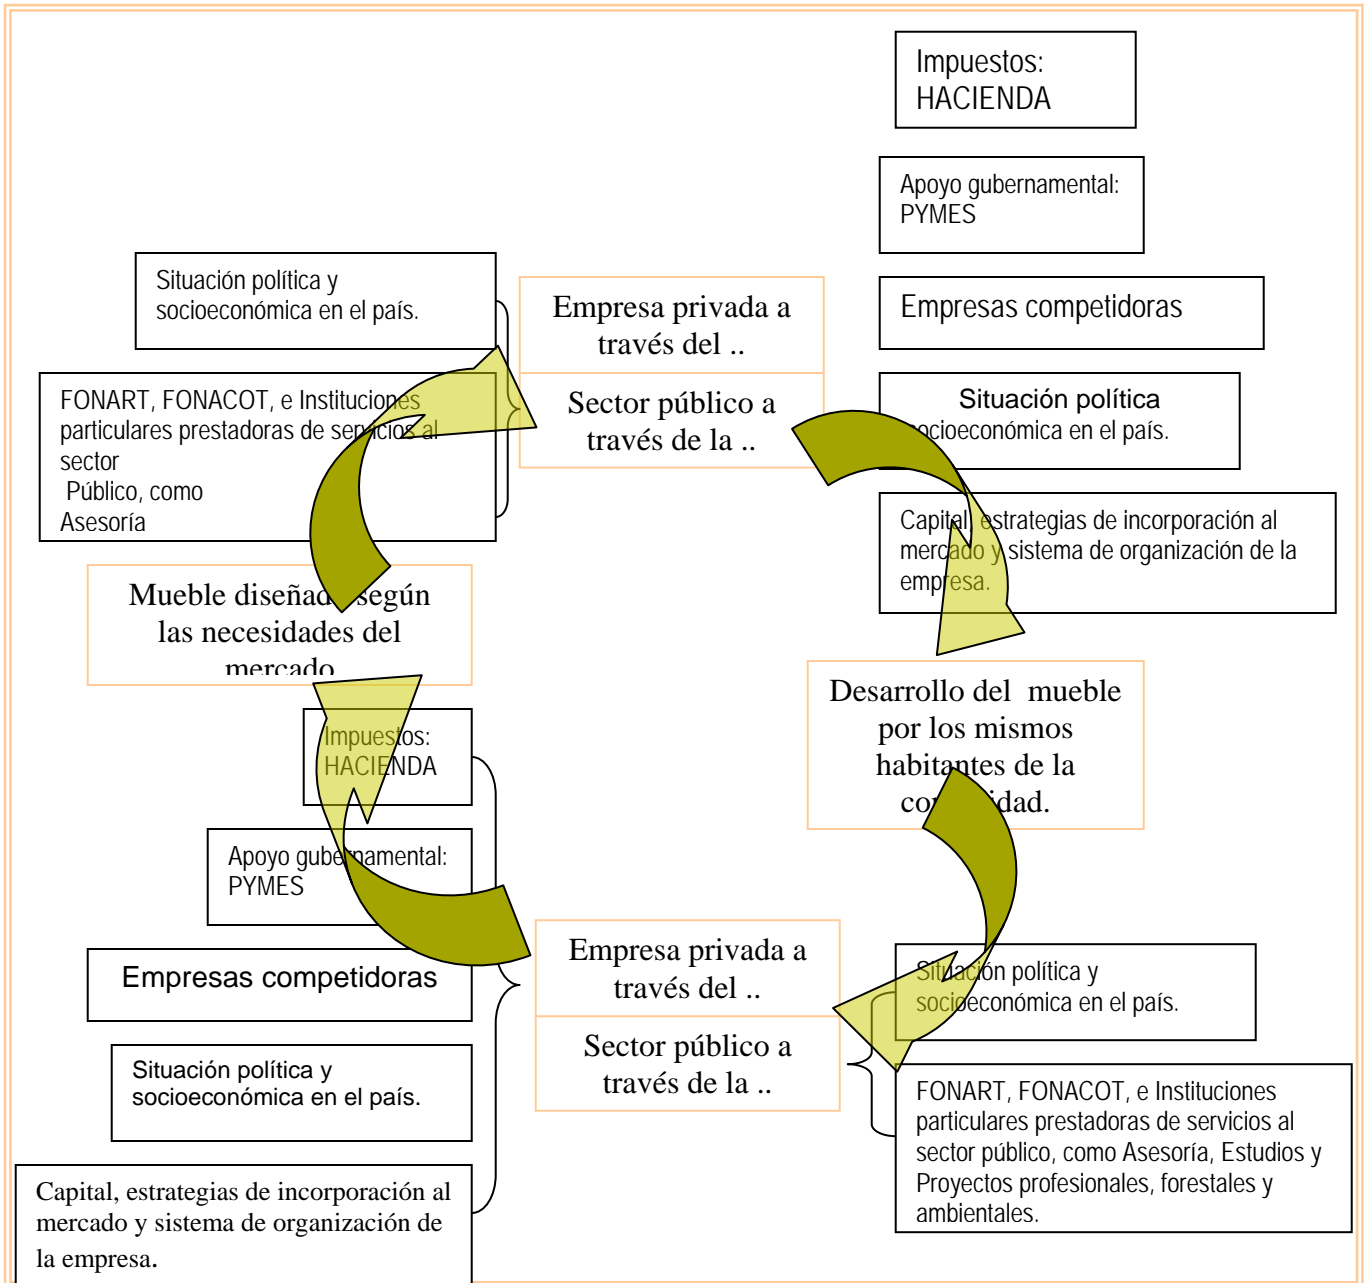 Impuestos:
HACIENDA
Apoyo gubernamental:
PYMES
Situación política y
socioeconómica en el país.
Empresa privada a
través del ..
Empresas competidoras
FONART, FONACOT, e Instituciones
particulares prestadoras de servicios al
sector
Público, como
Asesoría
Sector público a
través de la ..
Situación política
socioeconómica en el país.
Capital, estrategias de incorporación al
mercado y sistema de organización de la
empresa.
Mueble diseñado según
las necesidades del
mercado
Desarrollo del mueble
por los mismos
habitantes de la
comunidad.
Impuestos:
HACIENDA
Apoyo gubernamental:
PYMES
Empresas competidoras
Situación política y
socioeconómica en el país.
Capital, estrategias de incorporación al
mercado y sistema de organización de
la empresa.
Empresa privada a
través del ..
Sector público a
través de la ..
Situación política y
socioeconómica en el país.
FONART, FONACOT, e Instituciones
particulares prestadoras de servicios al
sector público, como Asesoría, Estudios y
Proyectos profesionales, forestales y
ambientales.